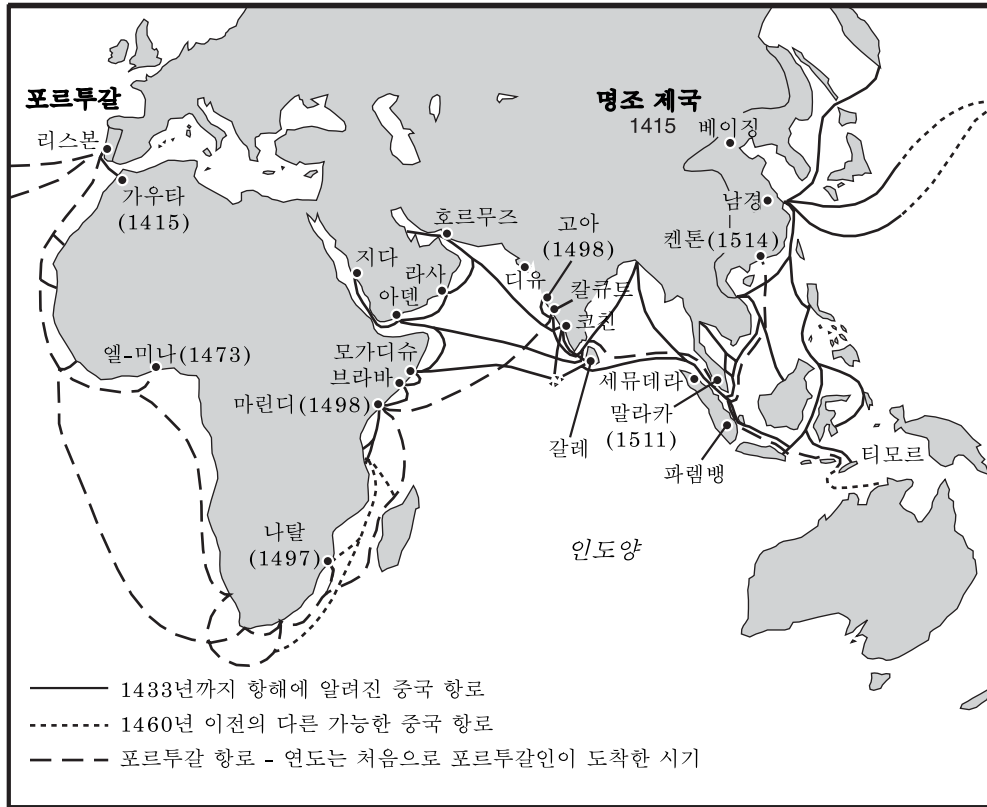 포르투갈
리스본
가우타
(1415)
명조 제국
1415
베이징
남경
켄톤(1514)
호르무즈
고아
(1498)
지다
라사
아덴
디유
칼큐트
코친
엘-미나(1473)
모가디슈
브라바
마린디(1498)
세뮤데라
말라카
(1511)
갈레
파렘뱅
티모르
나탈
(1497)
인도양
1433년까지 항해에 알려진 중국 항로
1460년 이전의 다른 가능한 중국 항로
포르투갈 항로 - 연도는 처음으로 포르투갈인이 도착한 시기